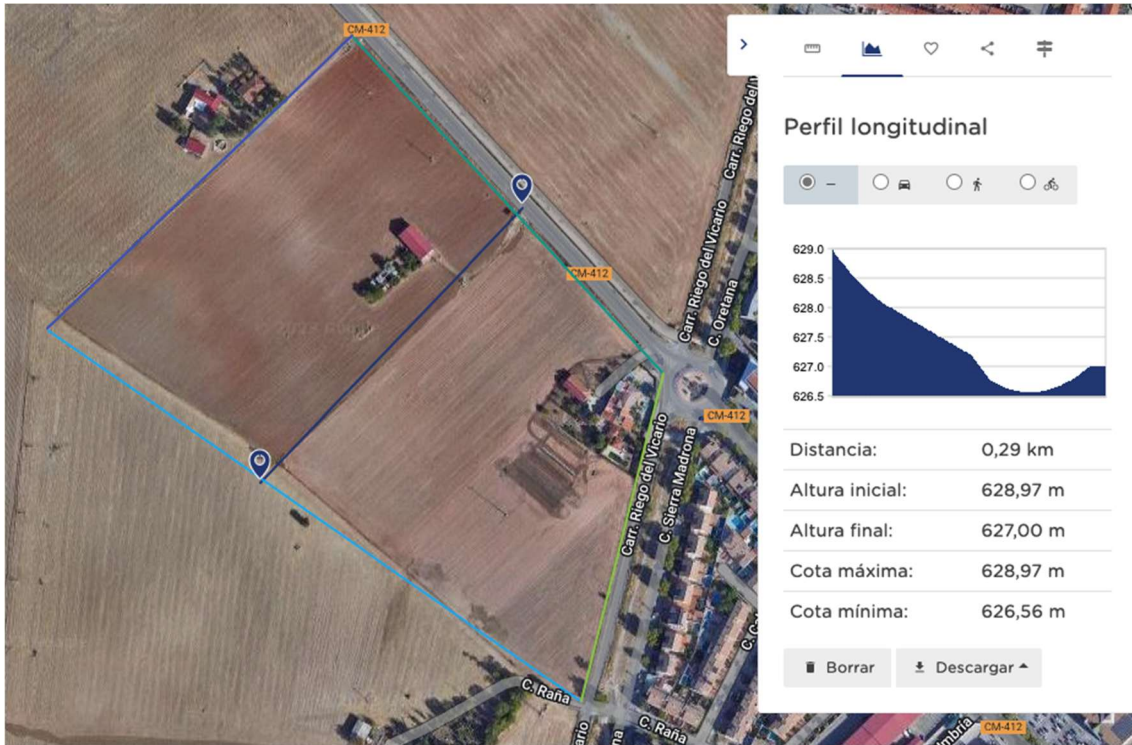 CM-412
Carr. Riego del V
Carr. Riego del Vicario
C. Oretana
CM-412
CM-412
Carr. Riego del Vicario
C. Sierra Madrona
C. Raña
C. Raña
CM-412
Perfil longitudinal
–
629.0
628.5
628.0
627.5
627.0
626.5
Distancia: 0,29 km
Altura inicial: 628,97 m
Altura final: 627,00 m
Cota máxima: 628,97 m
Cota mínima: 626,56 m
Borrar Descargar